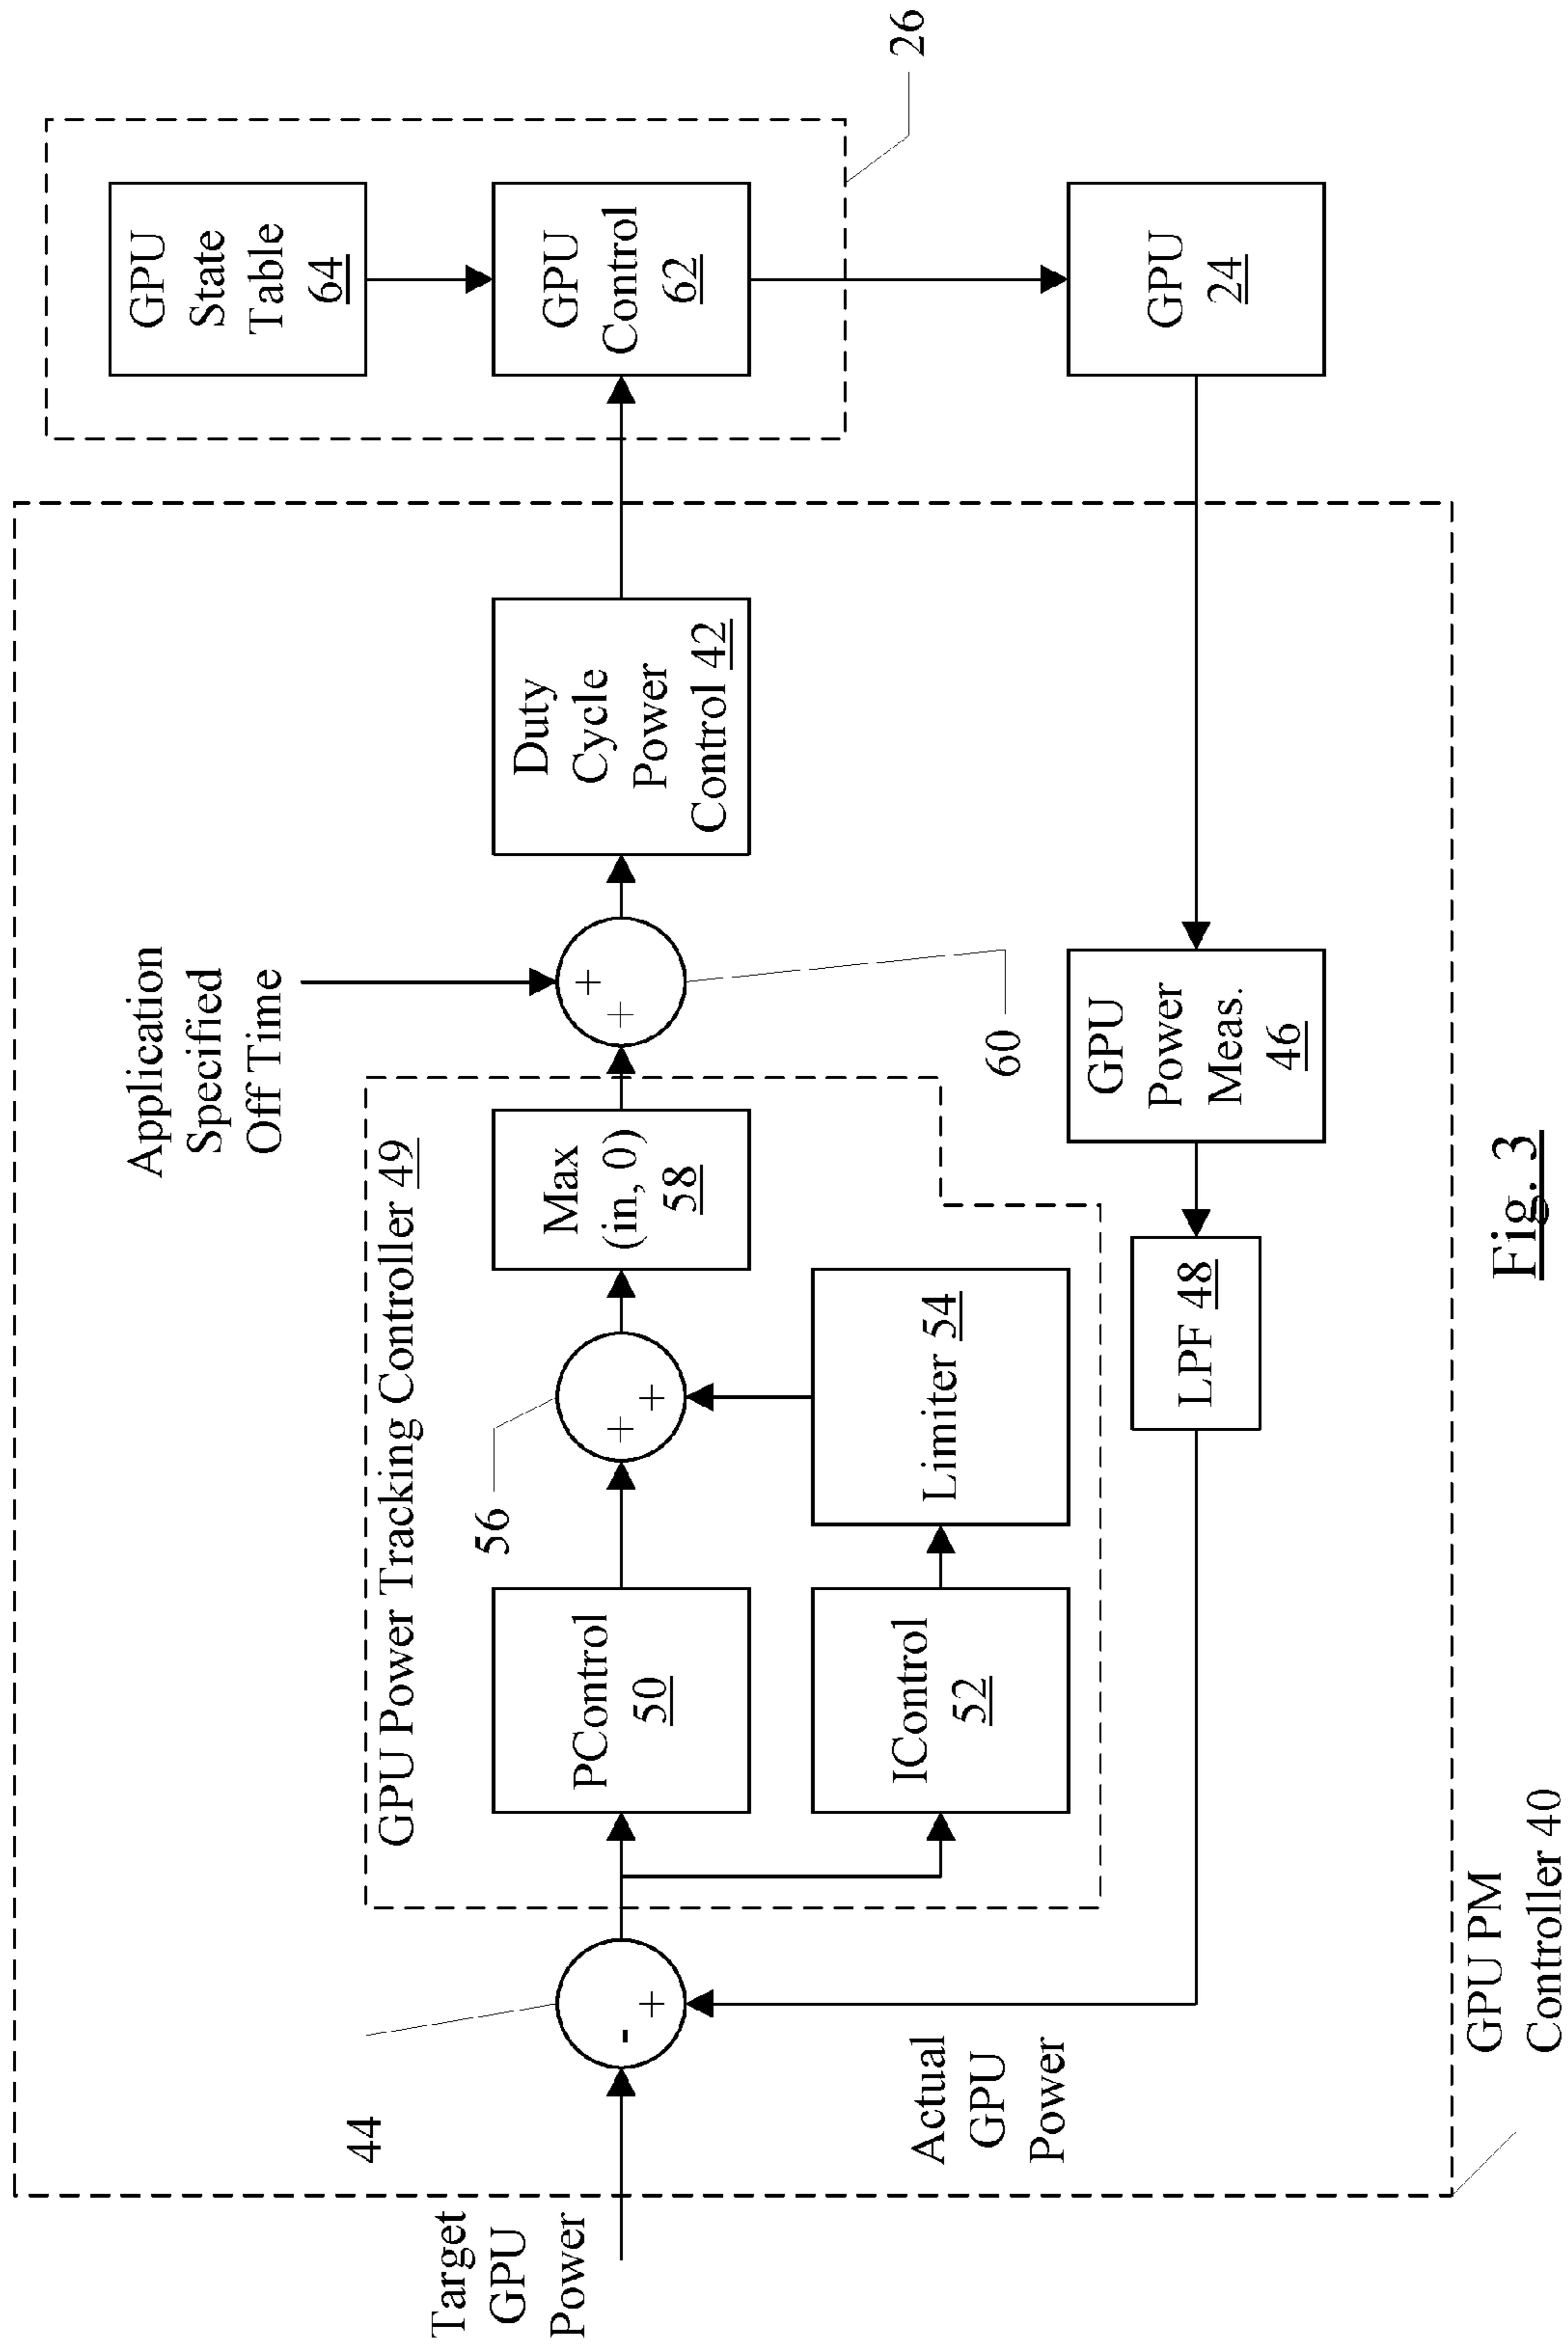 Target
GPU
Power
44
Actual
GPU
Power
GPU PM
Controller 40
GPU Power Tracking Controller 49
PControl
50
IControl
52
56
+
+
-
+
Limiter 54
Max
(in, 0)
58
LPF 48
Application
Specified
Off Time
+
+
60
GPU
Power
Meas.
46
Duty
Cycle
Power
Control 42
GPU
State
Table
64
GPU
Control
62
26
GPU
24
Fig. 3